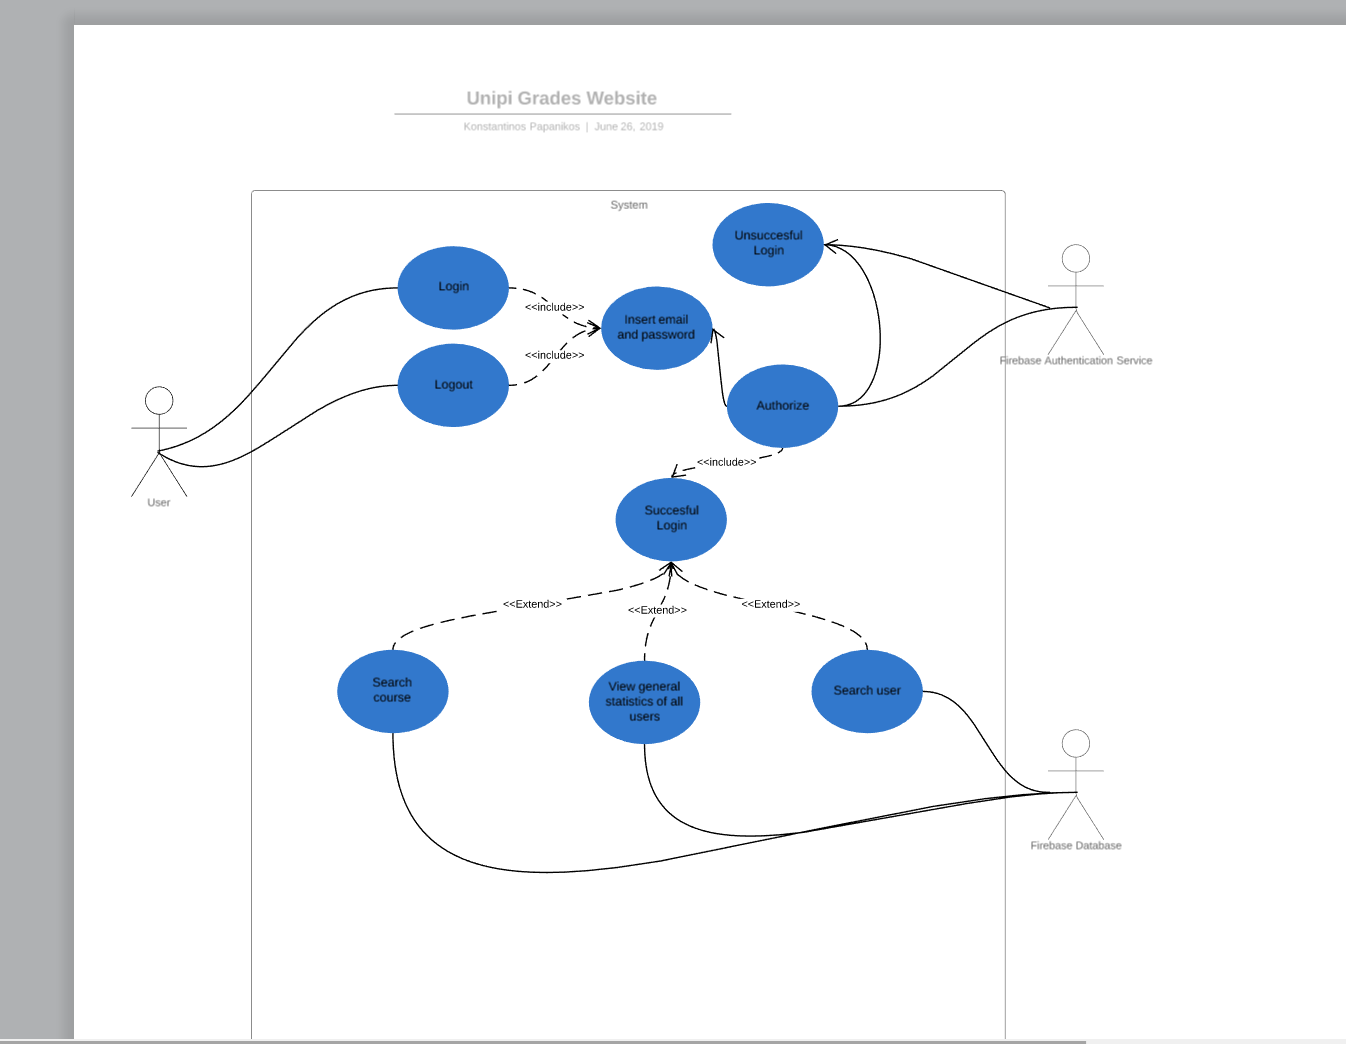 Unipi Grades Website
Konstantinos Papanikos | June 26, 2019
System
Unsuccesful
Login
Login
<<include>>
Insert email
and password
<<include>>
Logout
Authorize
Firebase Authentication Service
User
<<include>>
Succesful
Login
<<Extend>>
<<Extend>>
<<Extend>>
Search
course
View general
statistics of all
users
Search user
Firebase Database